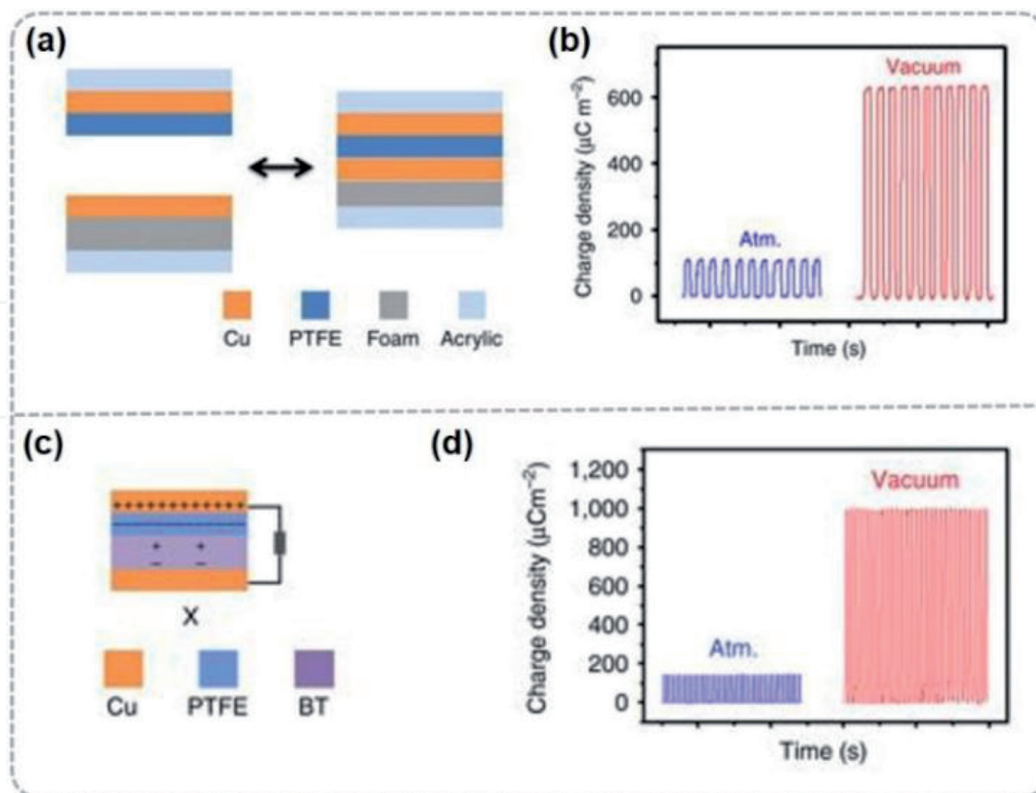 (a)
Cu PTFE Foam Acrylic
(b)
Charge density (µC m⁻²)
600
400
200
0
Vacuum
Atm.
Time (s)
(c)
+ + + + + + + + + + + +
+ +
− −
X
Cu PTFE BT
(d)
Charge density (µCm⁻²)
1,200
1,000
800
600
400
200
0
Vacuum
Atm.
Time (s)